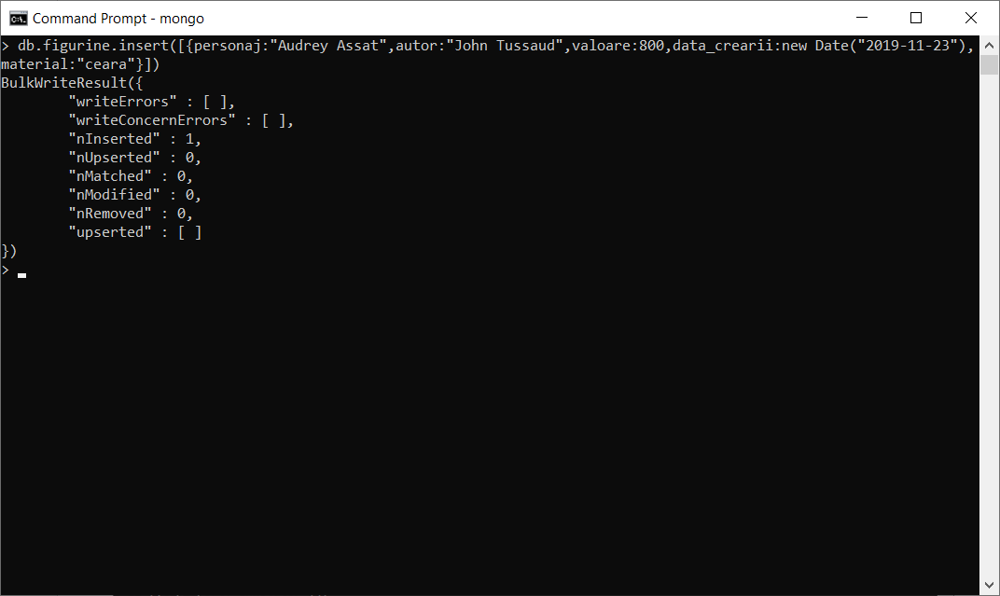 Command Prompt - mongo
> db.figurine.insert([{personaj:"Audrey Assat",autor:"John Tussaud",valoare:800,data_crearii:new Date("2019-11-23"),
material:"ceara"}])
BulkWriteResult({
        "writeErrors" : [ ],
        "writeConcernErrors" : [ ],
        "nInserted" : 1,
        "nUpserted" : 0,
        "nMatched" : 0,
        "nModified" : 0,
        "nRemoved" : 0,
        "upserted" : [ ]
})
>